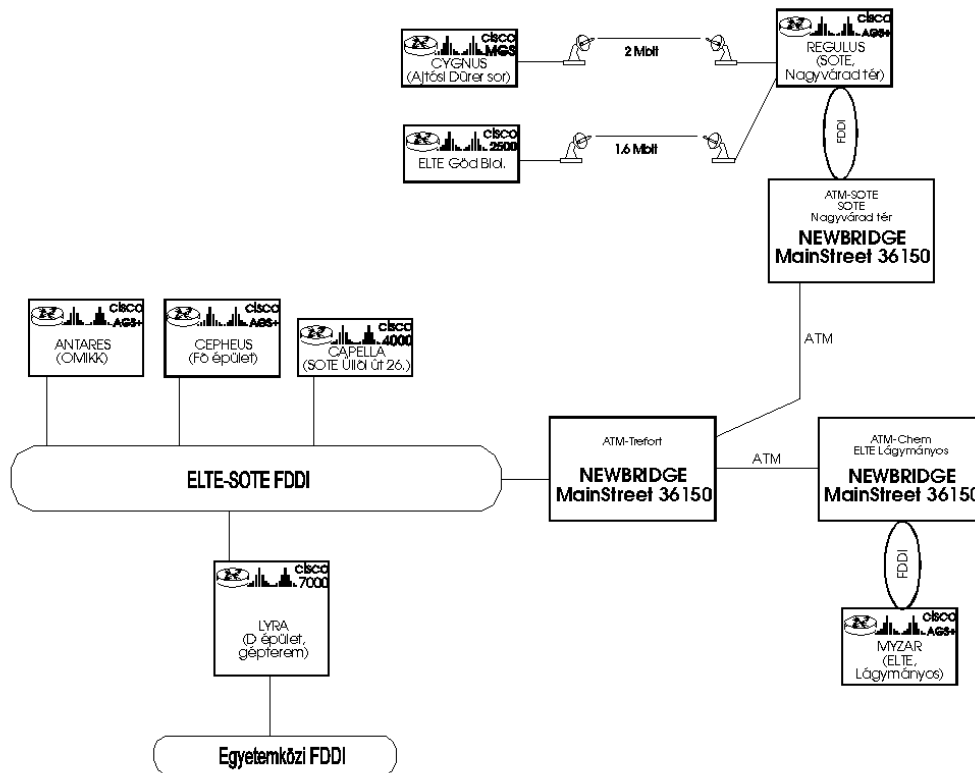 cisco
MGS
CYGNUS
(Ajtósi Dürer sor)
2 Mbit
cisco
AGS+
REGULUS
(SOTE,
Nagyvárad tér)
cisco
2500
ELTE Göd Biol.
1.6 Mbit
FDDI
ATM-SOTE
SOTE
Nagyvárad tér
NEWBRIDGE
MainStreet 36150
cisco
AGS+
ANTARES
(OMIKK)
cisco
AGS+
CEPHEUS
(Fő épület)
cisco
4000
CAPELLA
(SOTE Üllői út 26.)
ATM
ELTE-SOTE FDDI
ATM-Trefort
NEWBRIDGE
MainStreet 36150
ATM
ATM-Chem
ELTE Lágymányos
NEWBRIDGE
MainStreet 36150
FDDI
cisco
7000
LYRA
(D épület,
gépterem)
cisco
AGS+
MYZAR
(ELTE,
Lágymányos)
Egyetemközi FDDI